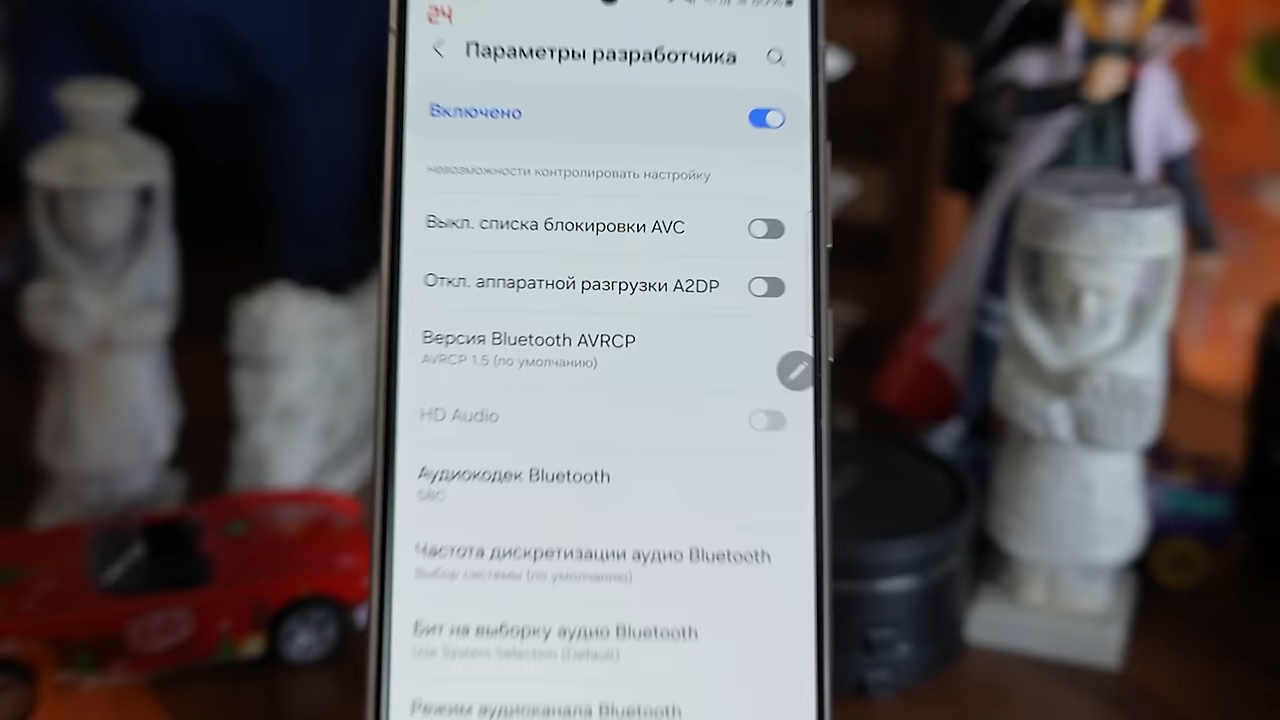 24
Параметры разработчика
Включено
невозможности контролировать настройку
Выкл. списка блокировки AVC
Откл. аппаратной разгрузки A2DP
Версия Bluetooth AVRCP
AVRCP 1.5 (по умолчанию)
HD Audio
Аудиокодек Bluetooth
SBC
Частота дискретизации аудио Bluetooth
Выбор системы (по умолчанию)
Бит на выборку аудио Bluetooth
Use System Selection (Default)
Режим аудиоканала Bluetooth